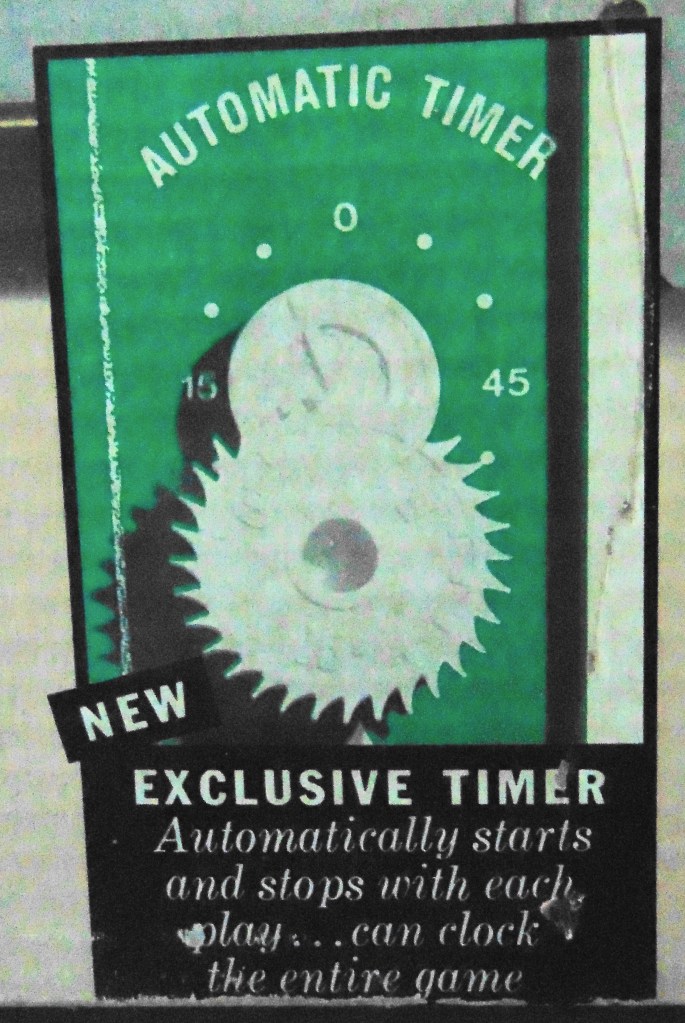 AUTOMATIC TIMER
0
15
45
NEW
EXCLUSIVE TIMER
Automatically starts
and stops with each
play...can clock
the entire game